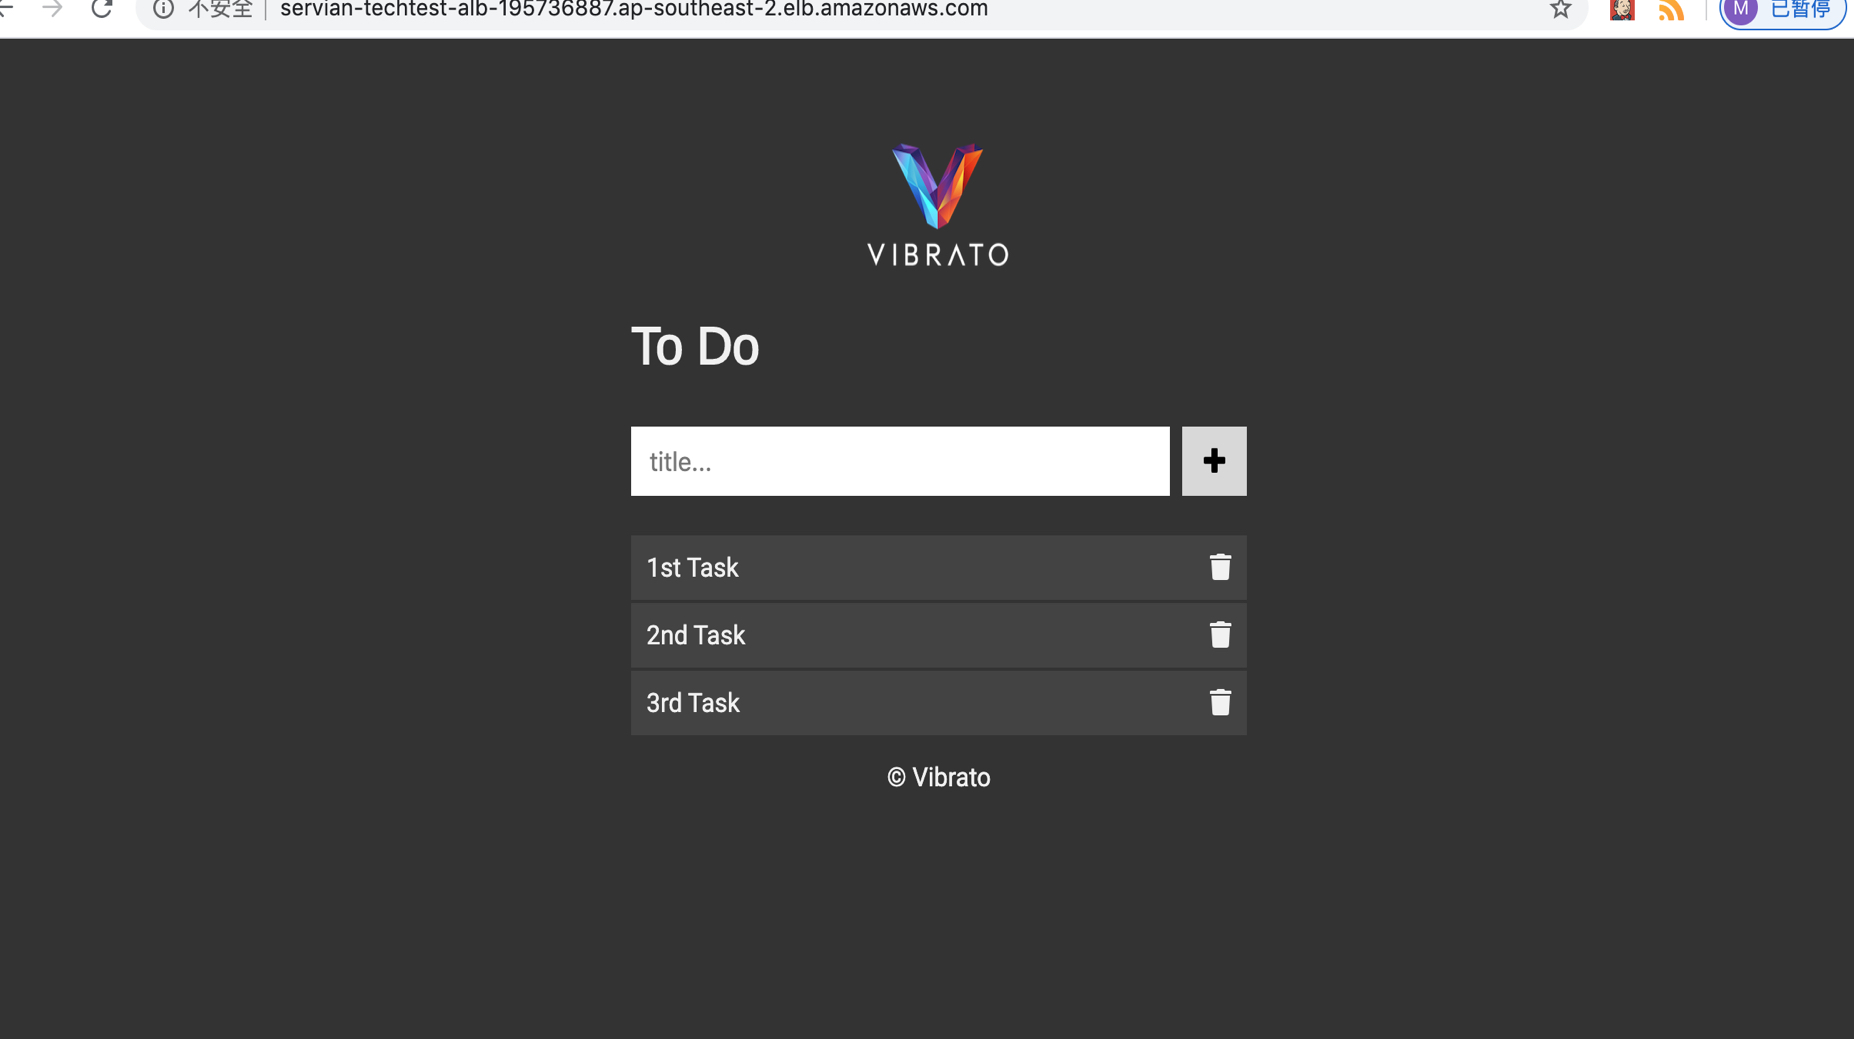 不安全 servian-techtest-alb-195736887.ap-southeast-2.elb.amazonaws.com M 已暂停
VIBRATO
To Do
title...
1st Task
2nd Task
3rd Task
© Vibrato